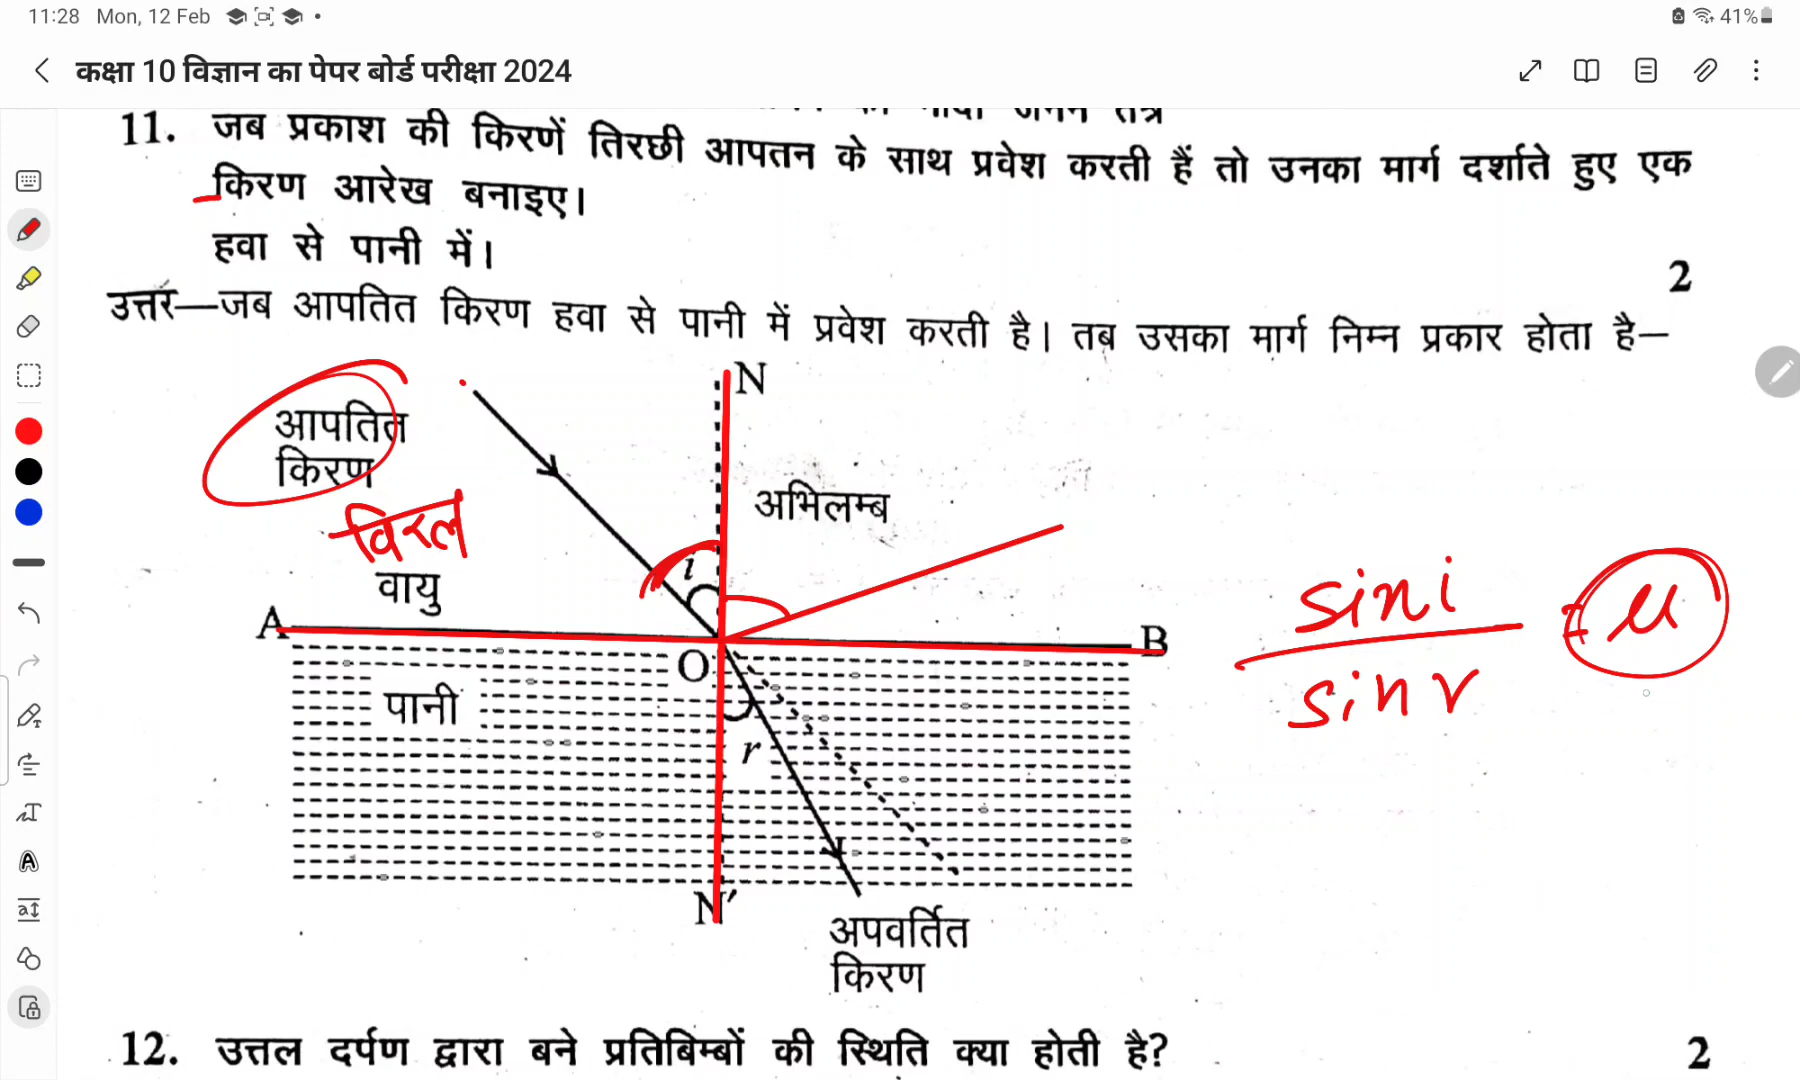 11:28 Mon, 12 Feb
41%
कक्षा 10 विज्ञान का पेपर बोर्ड परीक्षा 2024
11. जब प्रकाश की किरणें तिरछी आपतन के साथ प्रवेश करती हैं तो उनका मार्ग दर्शाते हुए एक
किरण आरेख बनाइए।
हवा से पानी में।
2
उत्तर—जब आपतित किरण हवा से पानी में प्रवेश करती है। तब उसका मार्ग निम्न प्रकार होता है—
N
आपतित
किरण
अभिलम्ब
विरल
i
वायु
A
B
sin i
= μ
sin r
O
पानी
r
N'
अपवर्तित
किरण
12. उत्तल दर्पण द्वारा बने प्रतिबिम्बों की स्थिति क्या होती है?
2